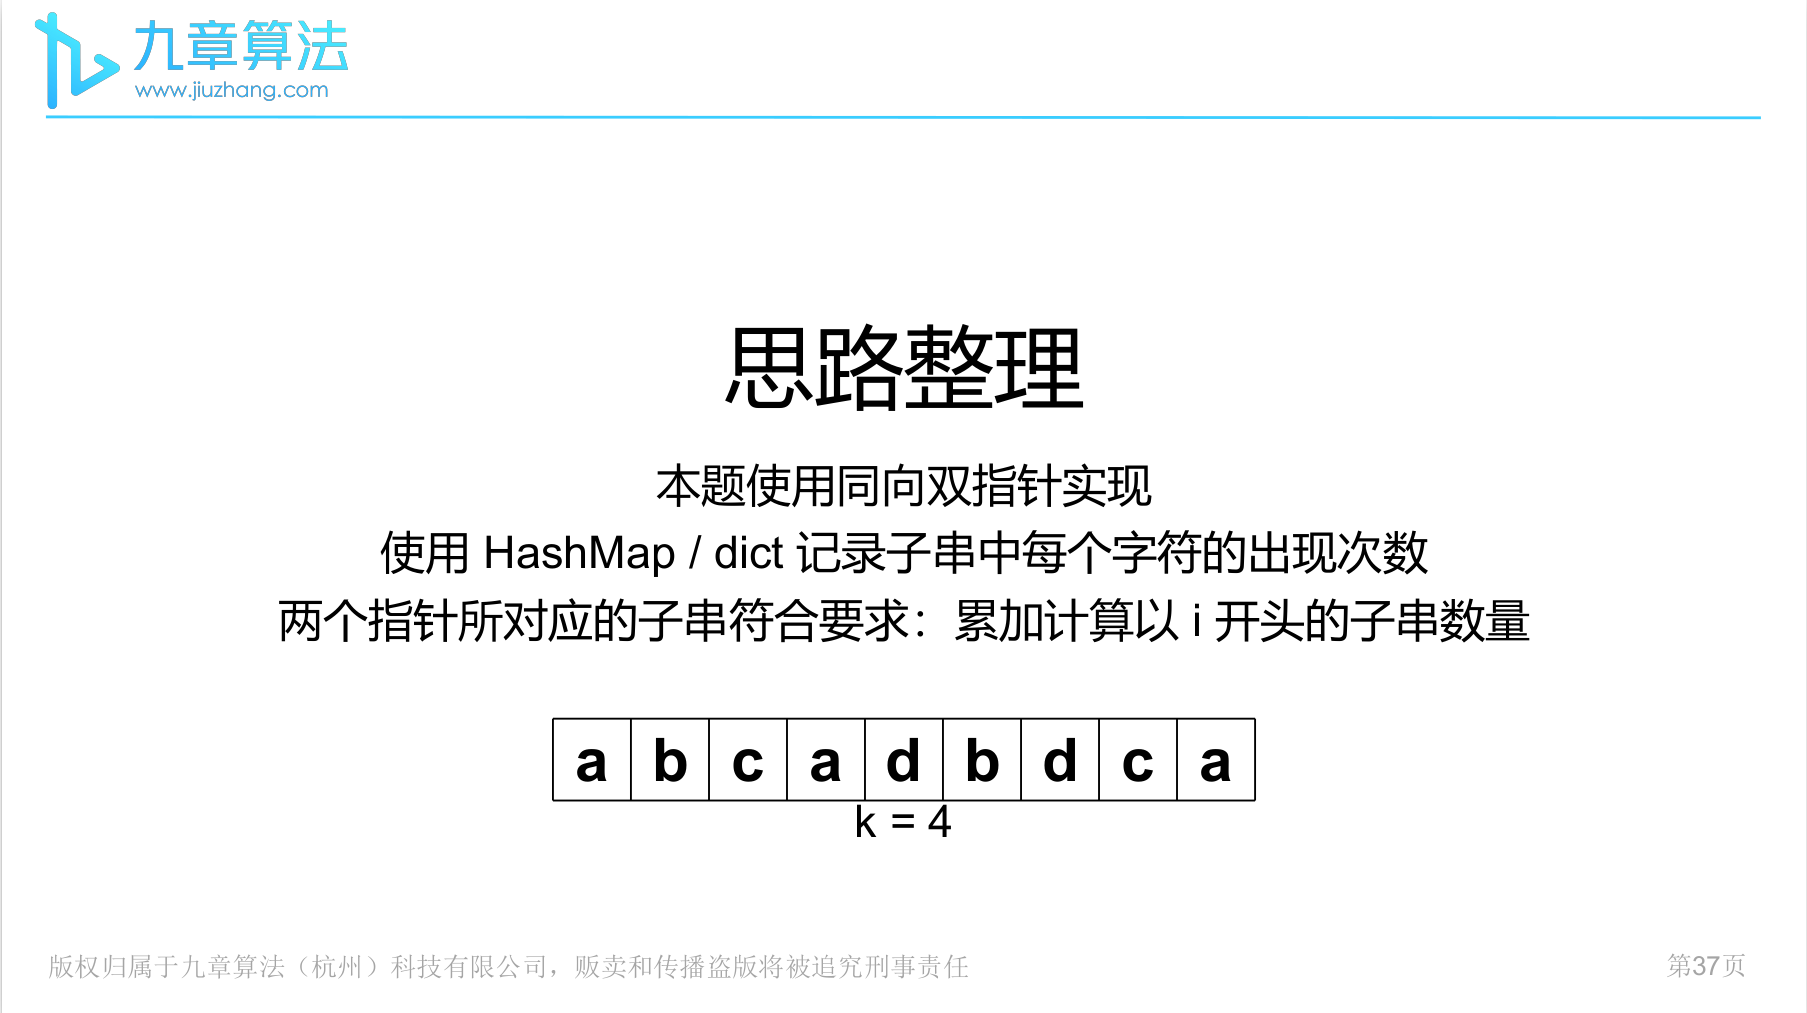 九章算法
www.jiuzhang.com
思路整理
本题使用同向双指针实现
使用 HashMap / dict 记录子串中每个字符的出现次数
两个指针所对应的子串符合要求：累加计算以 i 开头的子串数量
a b c a d b d c a
k = 4
版权归属于九章算法（杭州）科技有限公司，贩卖和传播盗版将被追究刑事责任
第37页